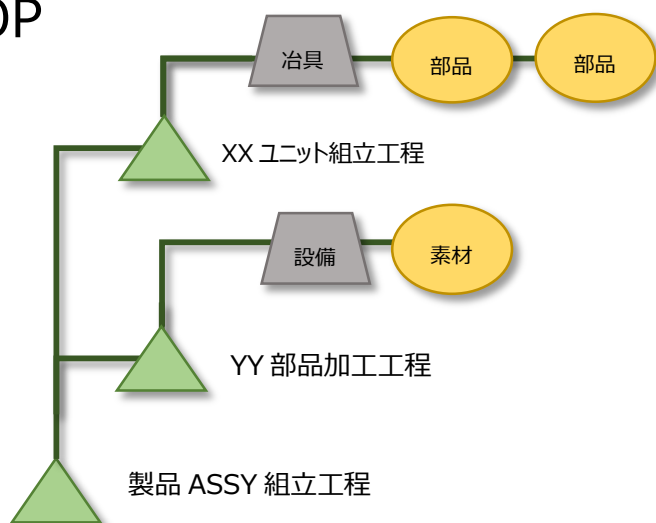 OP
冶具
部品
部品
XX ユニット組立工程
設備
素材
YY 部品加工工程
製品 ASSY 組立工程